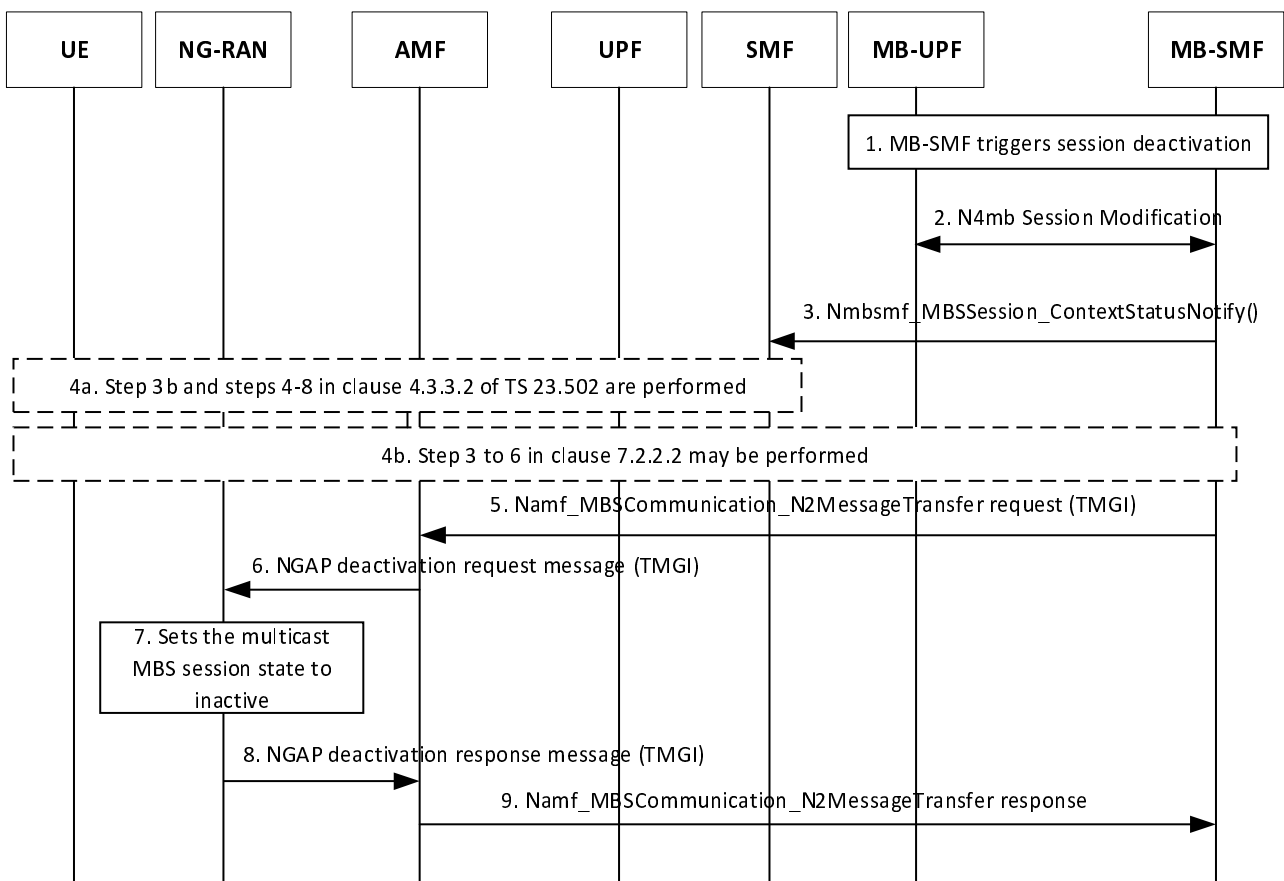 UE
NG-RAN
AMF
UPF
SMF
MB-UPF
MB-SMF
1. MB-SMF triggers session deactivation
2. N4mb Session Modification
3. Nmbsmf_MBSSession_ContextStatusNotify()
4a. Step 3b and steps 4-8 in clause 4.3.3.2 of TS 23.502 are performed
4b. Step 3 to 6 in clause 7.2.2.2 may be performed
5. Namf_MBSCommunication_N2MessageTransfer request (TMGI)
6. NGAP deactivation request message (TMGI)
7. Sets the multicast
MBS session state to
inactive
8. NGAP deactivation response message (TMGI)
9. Namf_MBSCommunication_N2MessageTransfer response